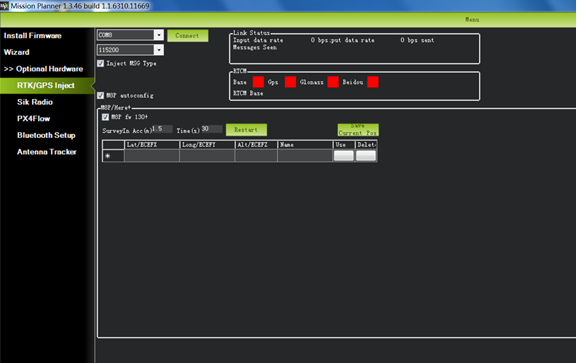 Mission Planner 1.3.46 build 1.1.6310.11669
Menu
Install Firmware
Wizard
>> Optional Hardware
RTK/GPS Inject
Sik Radio
PX4Flow
Bluetooth Setup
Antenna Tracker
COM8
Connect
115200
Inject MSG Type
M8P autoconfig
Link Status
Input data rate 0 bps:put data rate 0 bps sent
Messages Seen
RTCM
Base Gps Glonass Beidou
RTCM Base
M8P/Here+
M8P fw 130+
SurveyIn Acc(m) 1.5 Time(s) 30 Restart
Save
Current Pos
Lat/ECEFX Long/ECEFY Alt/ECEFZ Name Use Delet
*